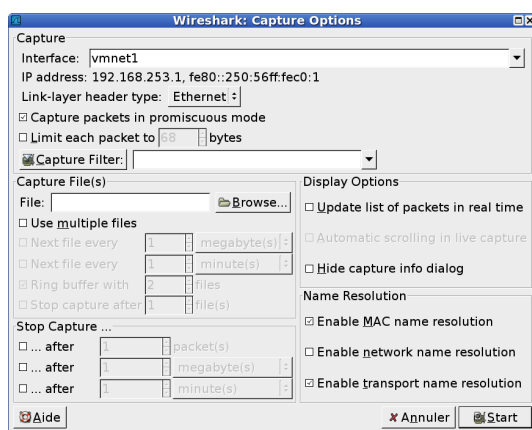 Wireshark: Capture Options
Capture
Interface: vmnet1
IP address: 192.168.253.1, fe80::250:56ff:fec0:1
Link-layer header type: Ethernet
Capture packets in promiscuous mode
Limit each packet to 68 bytes
Capture Filter:
Capture File(s)
File: Browse...
Use multiple files
Next file every 1 megabyte(s)
Next file every 1 minute(s)
Ring buffer with 2 files
Stop capture after 1 file(s)
Stop Capture ...
... after 1 packet(s)
... after 1 megabyte(s)
... after 1 minute(s)
Display Options
Update list of packets in real time
Automatic scrolling in live capture
Hide capture info dialog
Name Resolution
Enable MAC name resolution
Enable network name resolution
Enable transport name resolution
Aide Annuler Start